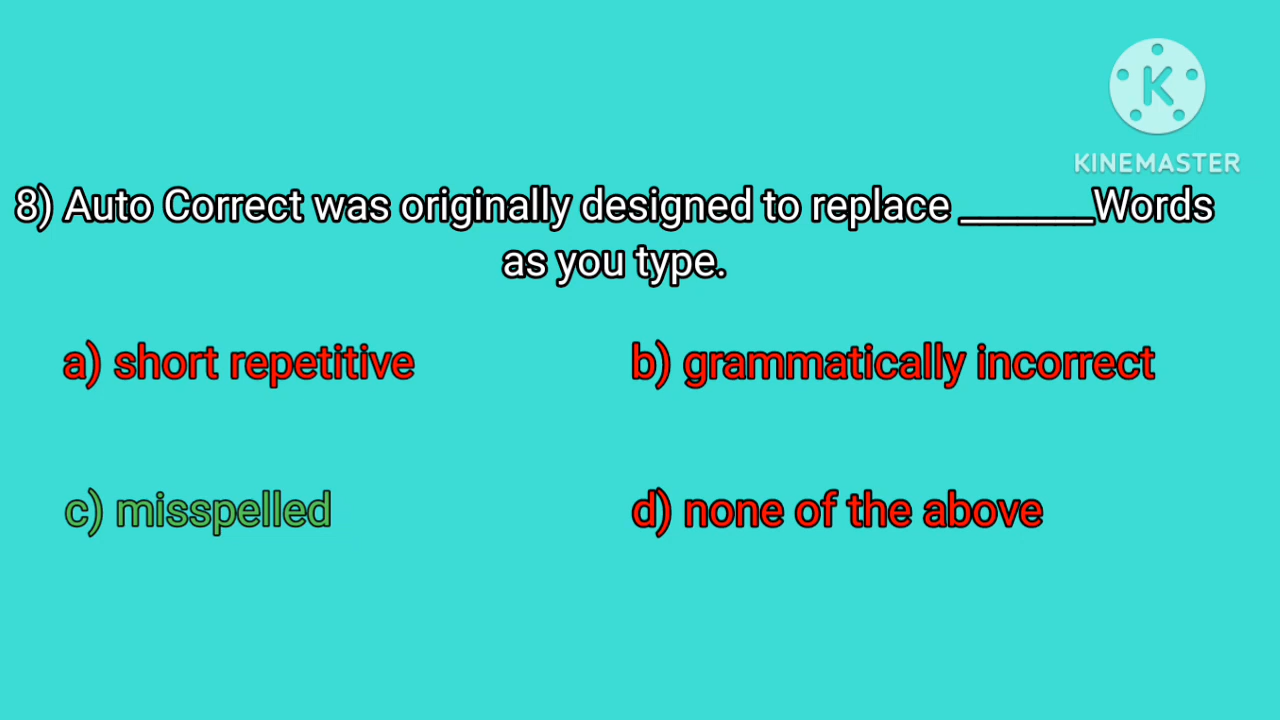 K
KINEMASTER
8) Auto Correct was originally designed to replace _______Words
as you type.
a) short repetitive
b) grammatically incorrect
c) misspelled
d) none of the above